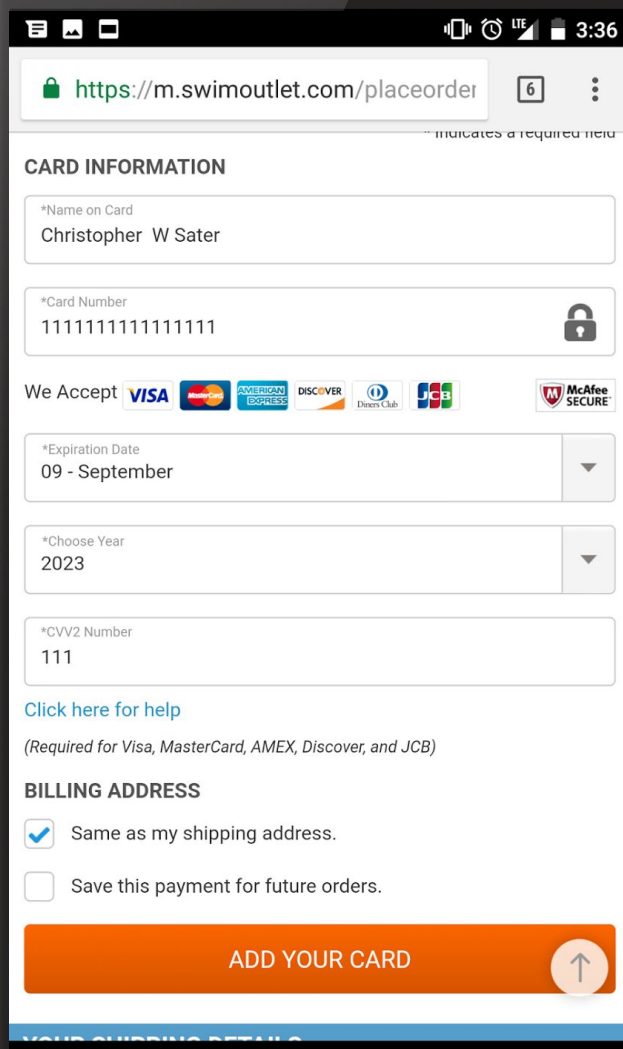 LTE 3:36
https://m.swimoutlet.com/placeorder
6
* indicates a required field
CARD INFORMATION
*Name on Card
Christopher W Sater
*Card Number
1111111111111111
We Accept VISA MasterCard AMERICAN EXPRESS DISCOVER Diners Club JCB McAfee SECURE
*Expiration Date
09 - September
*Choose Year
2023
*CVV2 Number
111
Click here for help
(Required for Visa, MasterCard, AMEX, Discover, and JCB)
BILLING ADDRESS
Same as my shipping address.
Save this payment for future orders.
ADD YOUR CARD
YOUR SHIPPING DETAILS